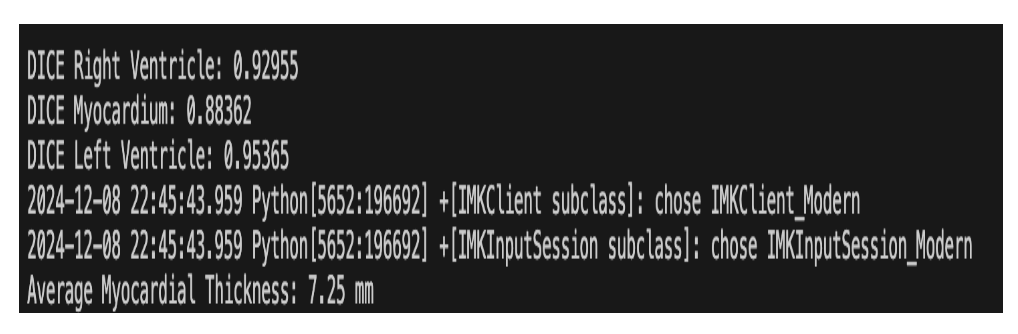 DICE Right Ventricle: 0.92955
DICE Myocardium: 0.88362
DICE Left Ventricle: 0.95365
2024-12-08 22:45:43.959 Python[5652:196692] +[IMKClient subclass]: chose IMKClient_Modern
2024-12-08 22:45:43.959 Python[5652:196692] +[IMKInputSession subclass]: chose IMKInputSession_Modern
Average Myocardial Thickness: 7.25 mm